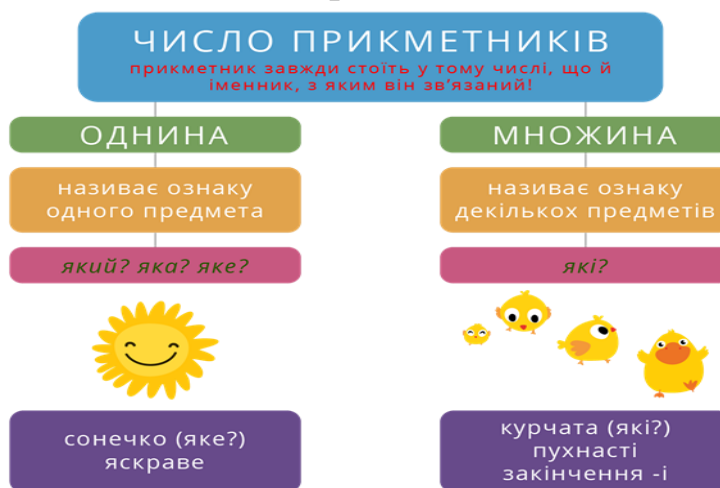 ЧИСЛО ПРИКМЕТНИКІВ
прикметник завжди стоїть у тому числі, що й
іменник, з яким він зв'язаний!
ОДНИНА
називає ознаку
одного предмета
який? яка? яке?
сонечко (яке?)
яскраве
МНОЖИНА
називає ознаку
декількох предметів
які?
курчата (які?)
пухнасті
закінчення -і